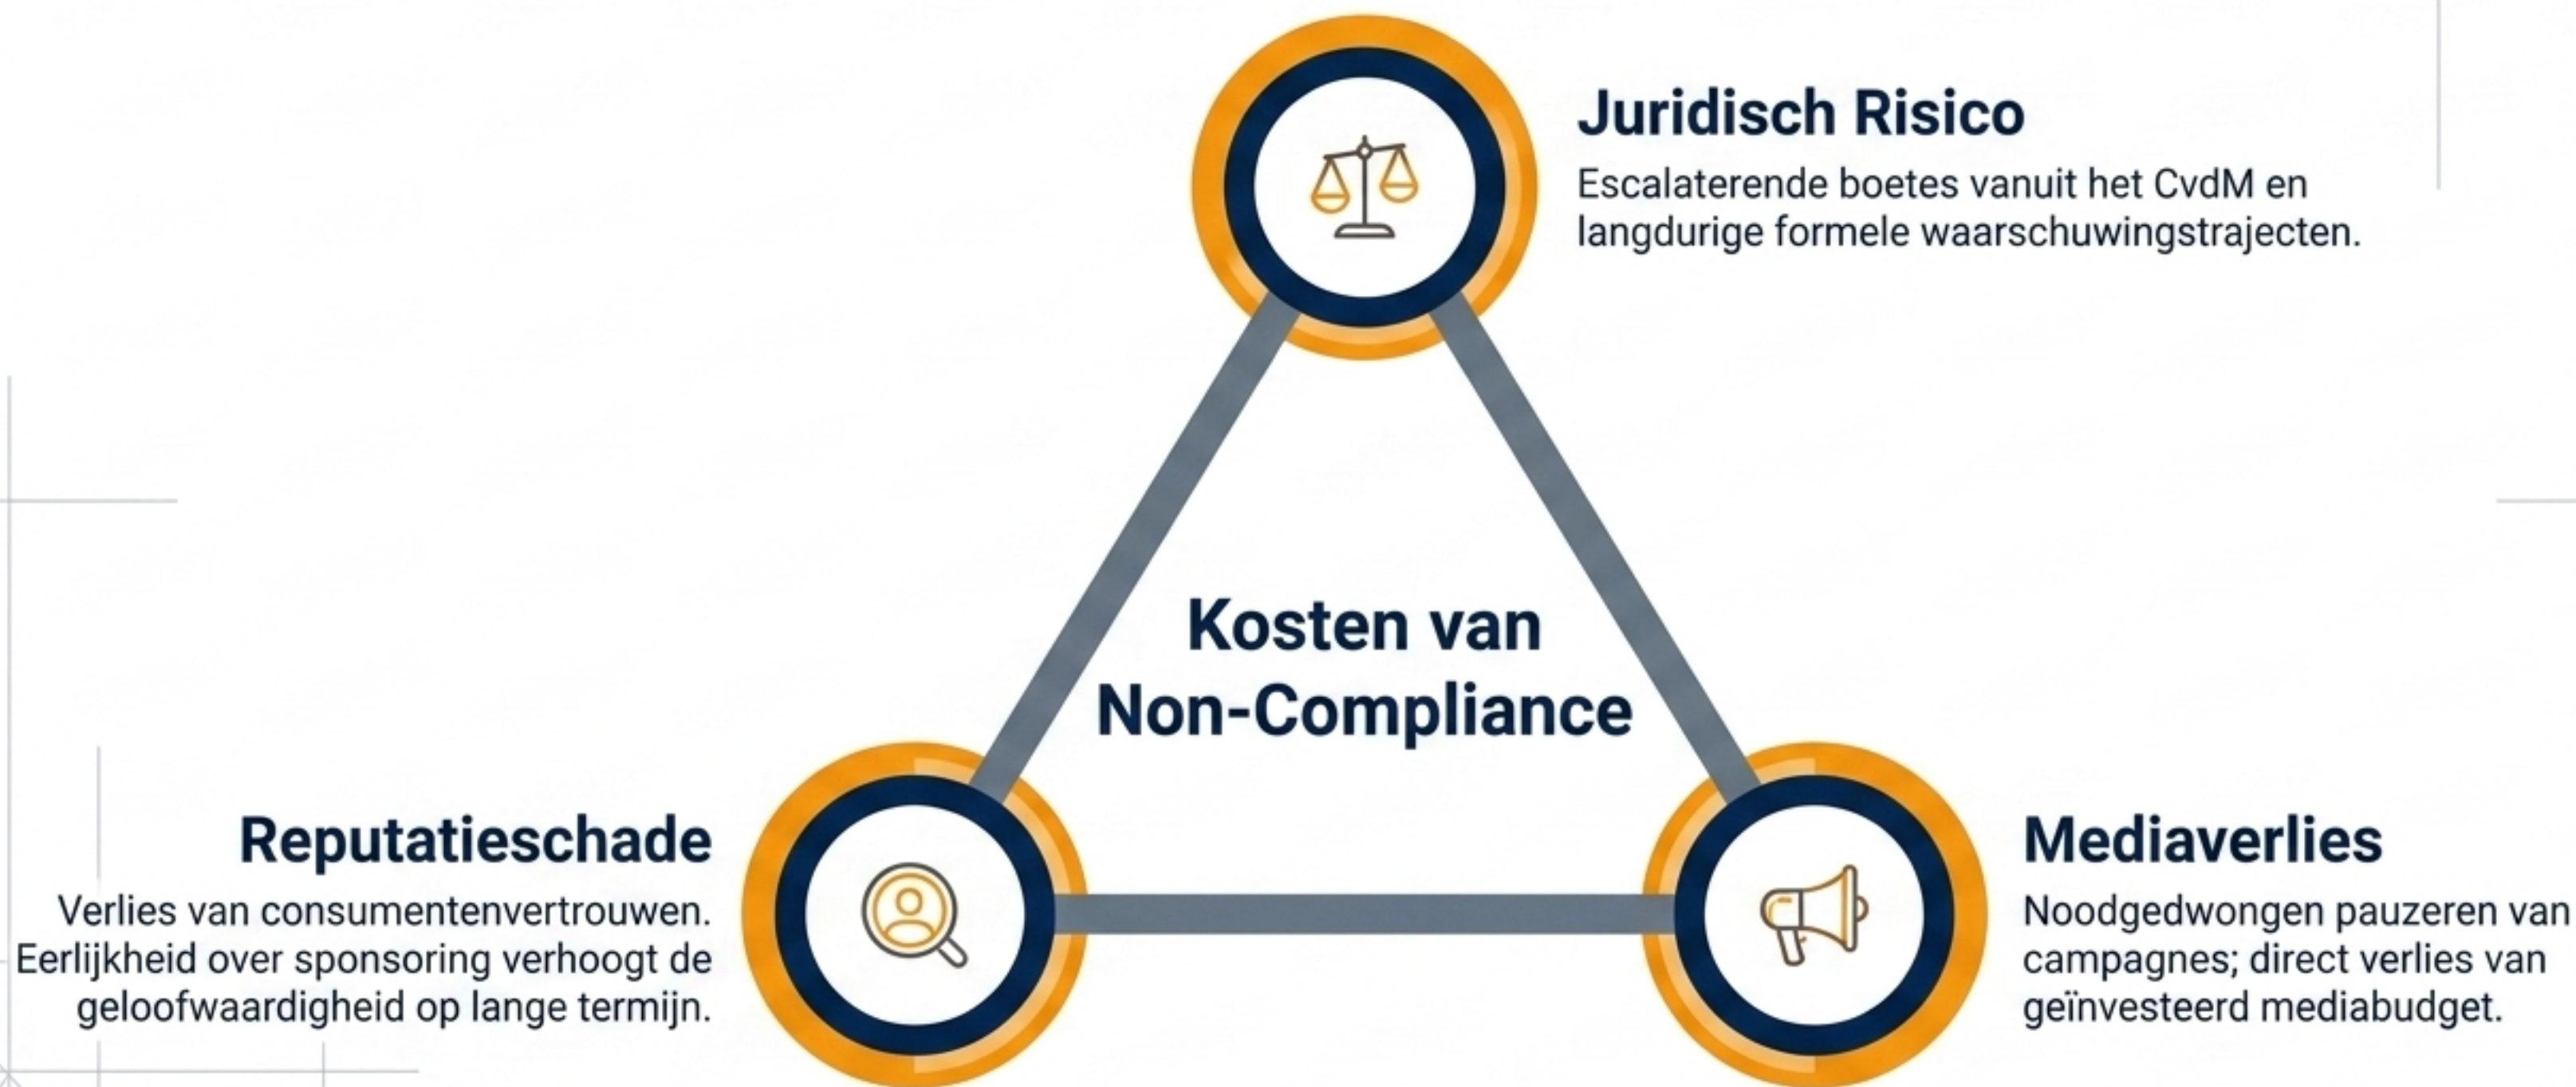 Juridisch Risico
Escalaterende boetes vanuit het CvdM en
langdurige formele waarschuwingstrajecten.
Kosten van
Non-Compliance
Reputatieschade
Verlies van consumentenvertrouwen.
Eerlijkheid over sponsoring verhoogt de
geloofwaardigheid op lange termijn.
Mediaverlies
Noodgedwongen pauzeren van
campagnes; direct verlies van
geïnvesteerd mediabudget.